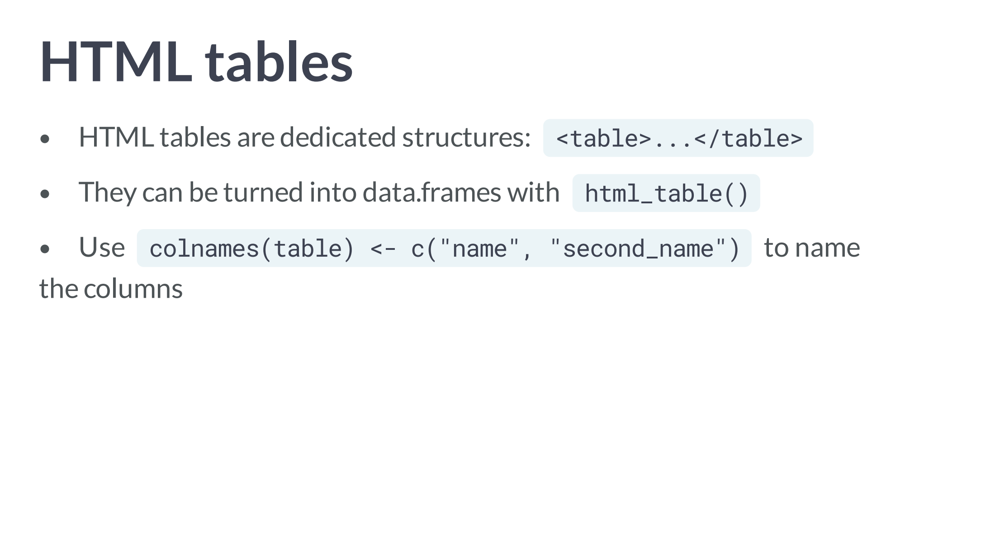 HTML tables
• HTML tables are dedicated structures: <table>...</table>
• They can be turned into data.frames with html_table()
• Use colnames(table) <- c("name", "second_name") to name
the columns